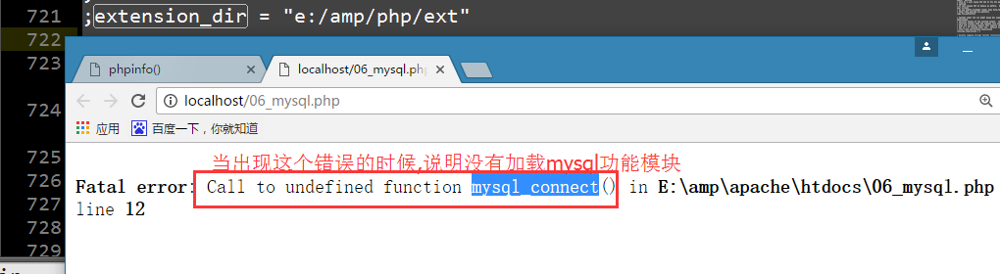 721 ;extension_dir = "e:/amp/php/ext"
722
723
phpinfo() × localhost/06_mysql.php ×
724 localhost/06_mysql.php
应用 百度一下，你就知道
725 当出现这个错误的时候,说明没有加载mysql功能模块
726 Fatal error: Call to undefined function mysql_connect() in E:\amp\apache\htdocs\06_mysql.php
727 line 12
728
729